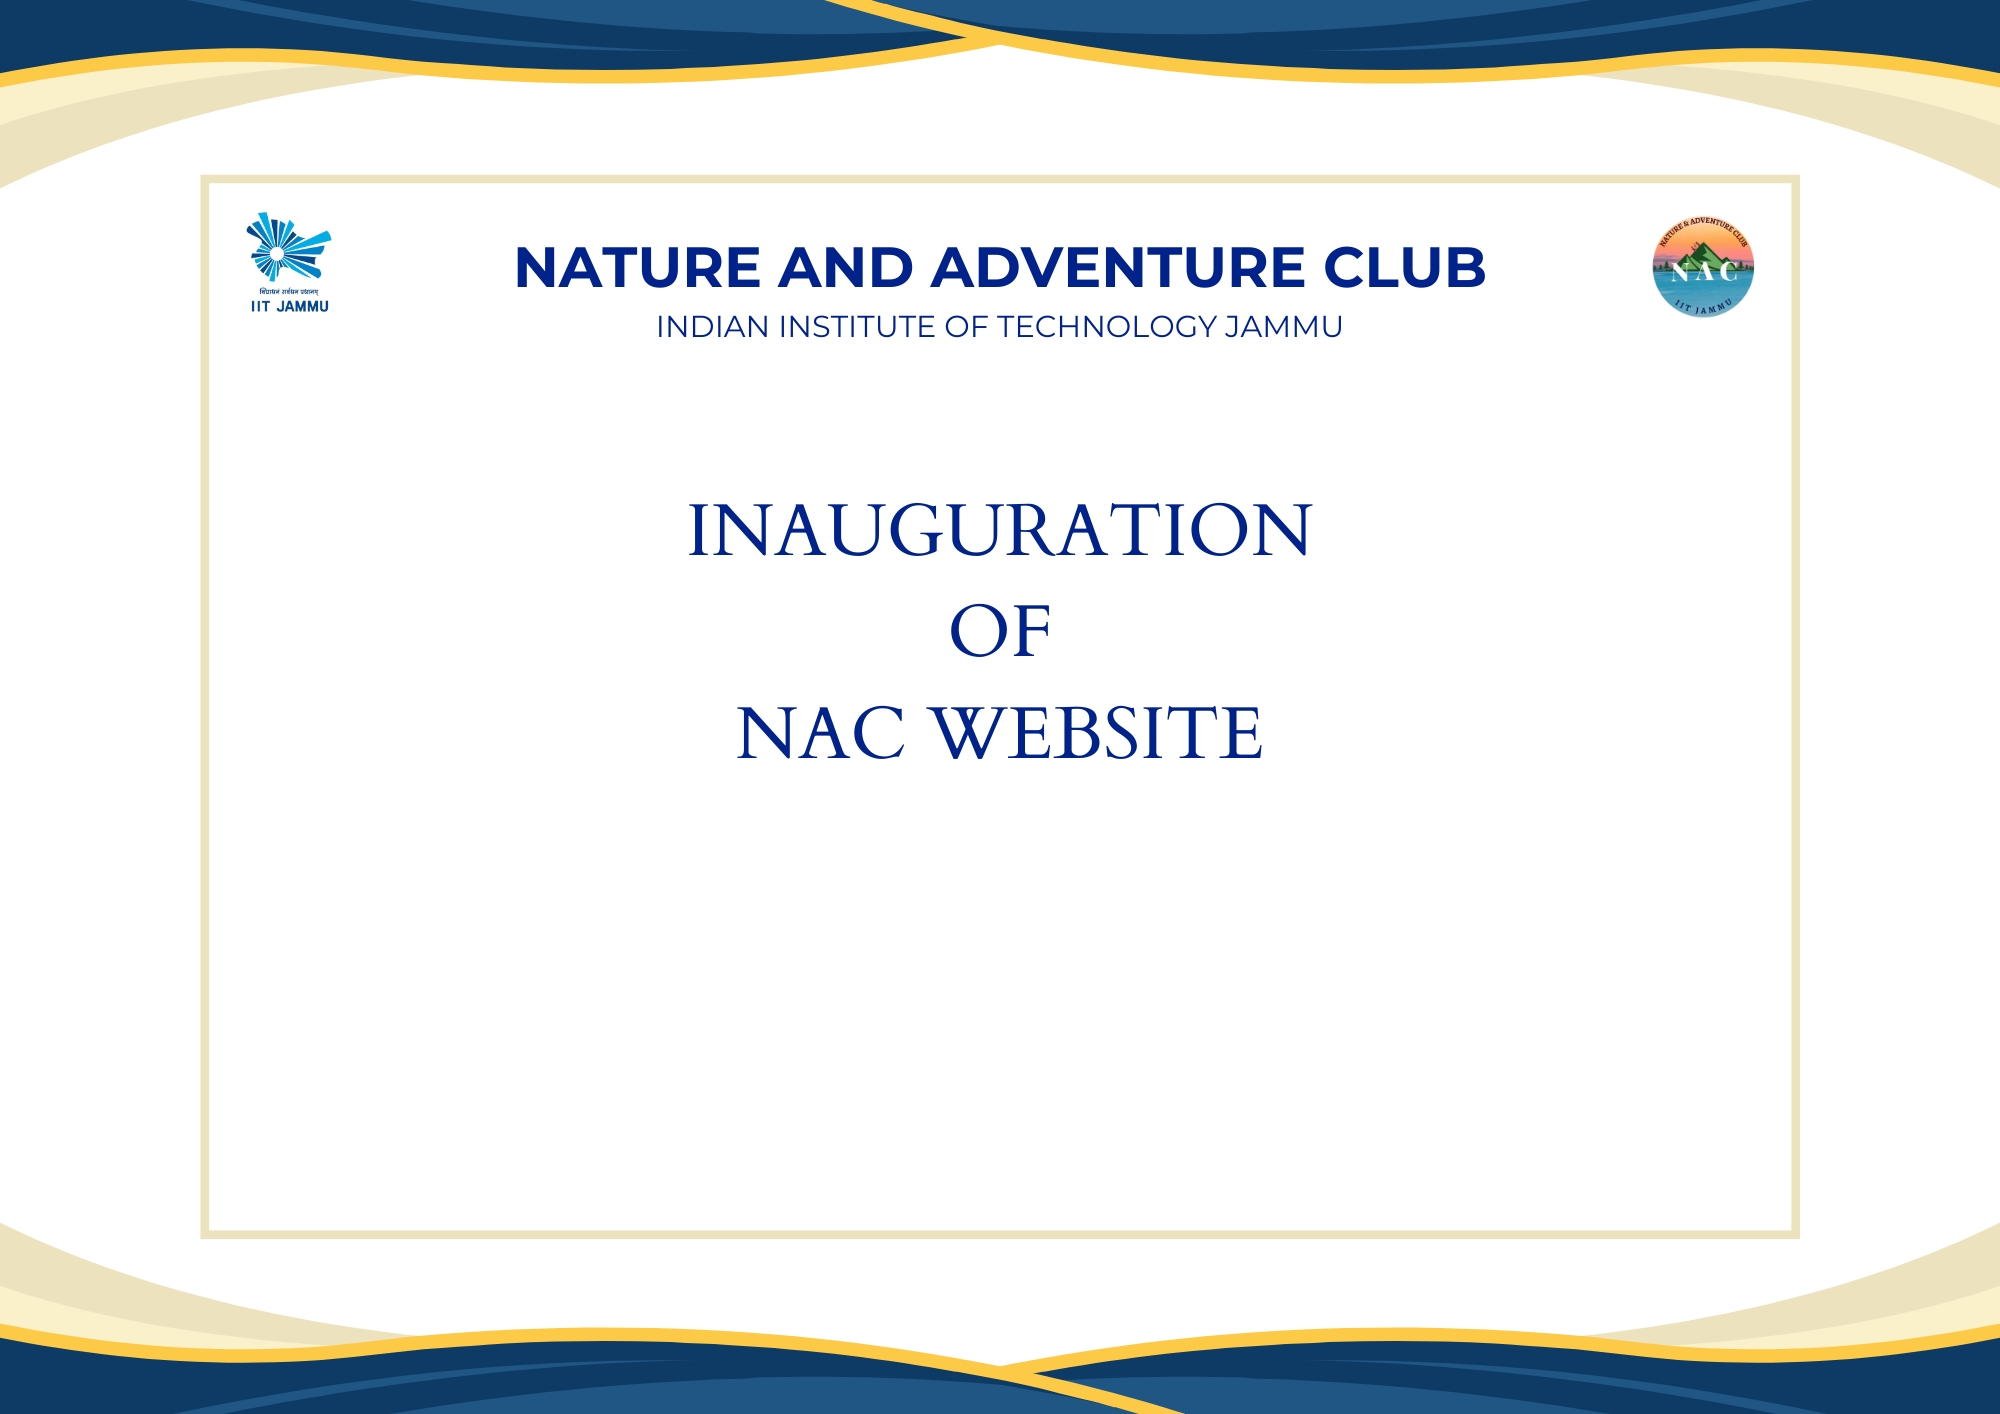 NATURE AND ADVENTURE CLUB
INDIAN INSTITUTE OF TECHNOLOGY JAMMU
IIT JAMMU
NATURE & ADVENTURE CLUB
NAC
IIT JAMMU
INAUGURATION
OF
NAC WEBSITE